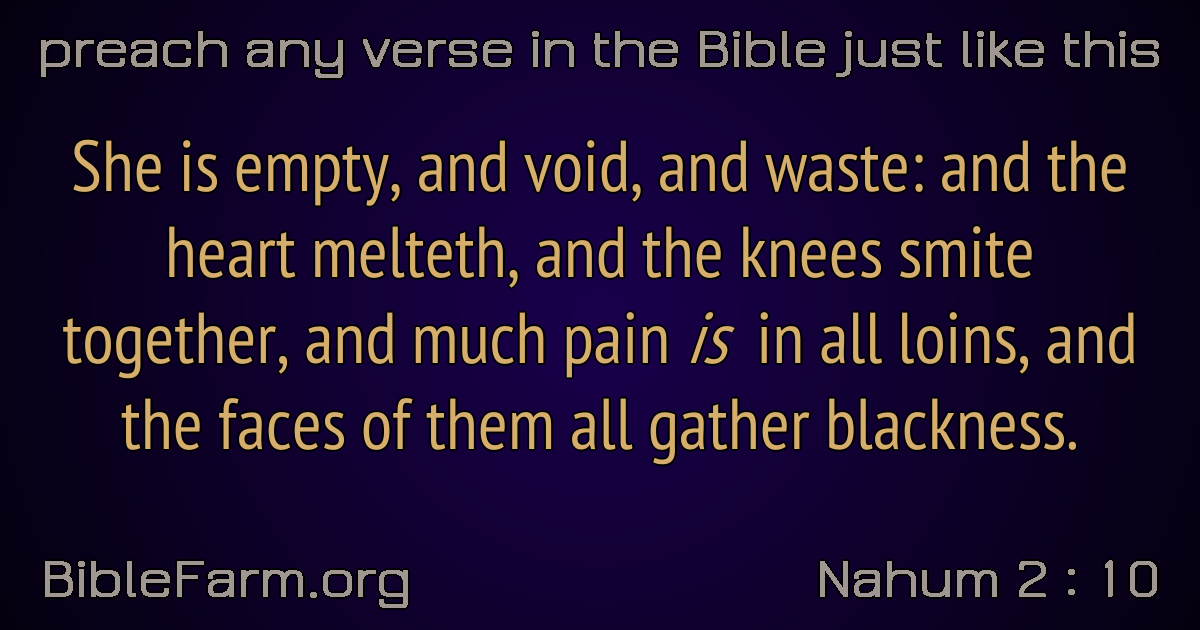 preach any verse in the Bible just like this
She is empty, and void, and waste: and the
heart melteth, and the knees smite
together, and much pain is in all loins, and
the faces of them all gather blackness.
BibleFarm.org
Nahum 2 : 10